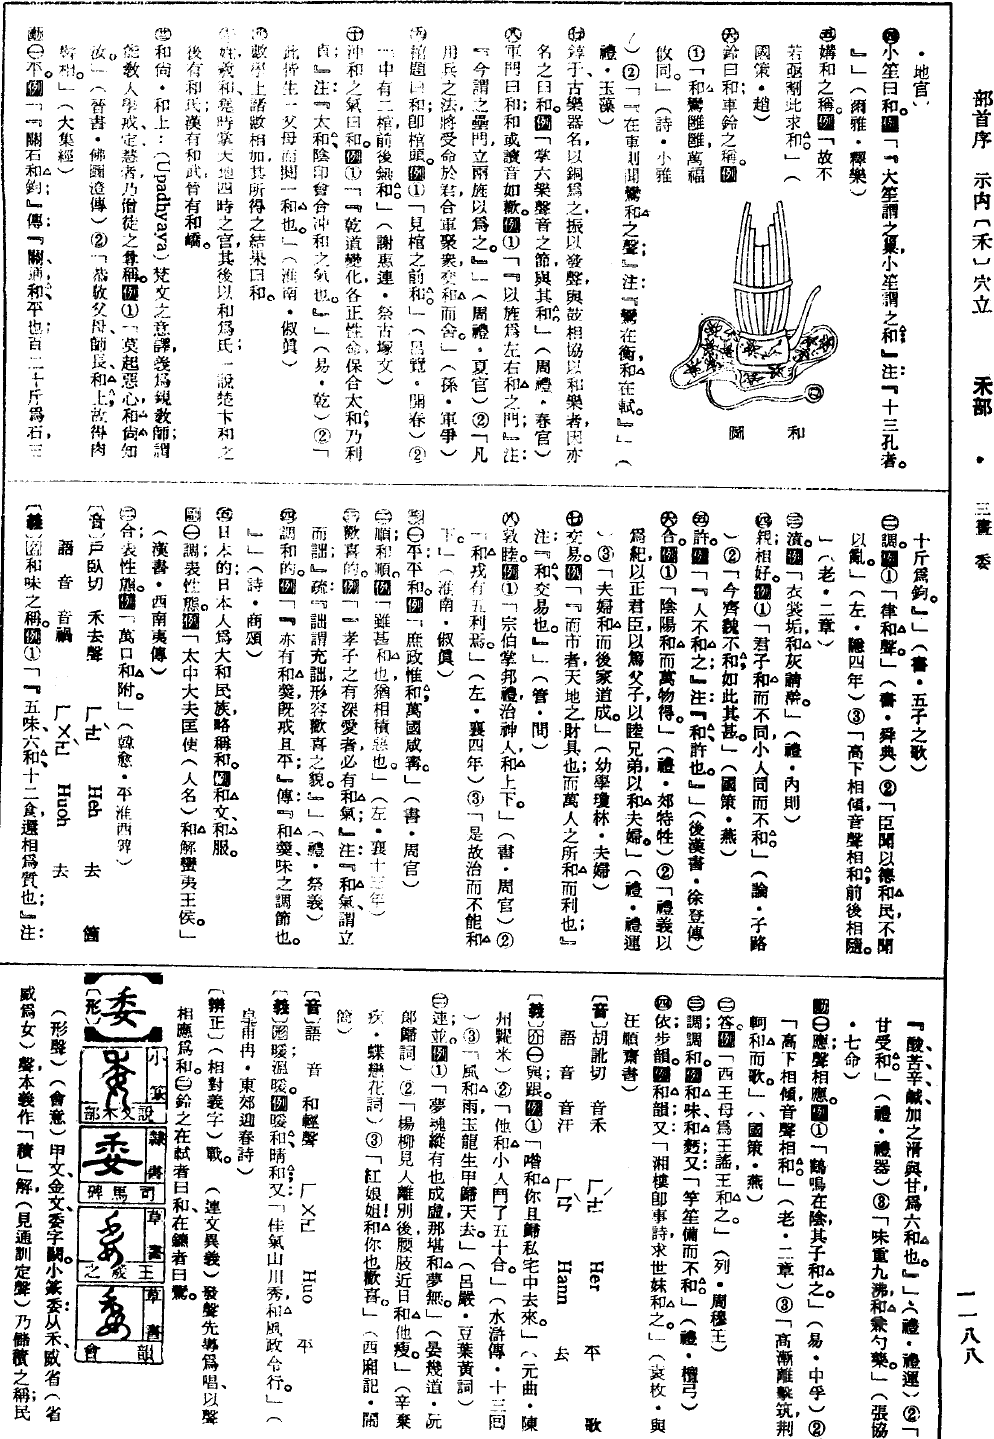 部首序 示内〔禾〕穴立 禾部 • 三畫 委
一一八八
•地官）
㊃小笙曰和。例「『大笙謂之巢小笙謂之和』注『十三孔者
』」（爾雅•釋樂）
㊄媾和之稱。例「故不
若亟割此求和。」（
國策•趙）
㊅鈴曰和車鈴之稱。例
①「和鸞雝雝，萬福
攸同。」（詩•小雅
）②「『在車則聞鸞和之聲』；注『鸞在衡，和在軾。』」（
禮•玉藻）
和
圖
㊆錞于古樂器名以銅爲之振以發聲與鼓相協以和樂者因亦
名之曰和。例「掌六樂聲音之節與其和。」（周禮•春官）
㊇軍門曰和和或讀音如歡。例①「『以旌爲左右和之門』；注：
『今謂之壘門立兩旌以爲之。』」（周禮•夏官）②「凡
用兵之法將受命於君合軍聚衆交和而舍。」（孫•軍爭）
㊈棺題曰和卽棺頭。例①「見棺之前和。」（呂覽•開春）②
「中有二棺前後無和。」（謝惠連•祭古塚文）
㊉沖和之氣曰和。例①「『乾道變化各正性命保合太和，乃利
貞』；注：『太和、陰陽會合沖和之氣也。』」（易•乾）②「
此皆生一父母而閱一和也。」（淮南•俶眞）
數學上諸數相加其所得之結果曰和。
姓羲和堯時掌天地四時之官其後以和爲氏；一說楚卞和之
後有和氏漢有和武晉有和嶠。
和尚、和上：（Upadhyaya）梵文之意譯義爲親教師謂
能教人學戒定慧者乃僧徒之尊稱。例①「莫起惡心和尚知
汝。」（晉書•佛圖澄傳）②「恭敬父母師長和上故得肉
髻相。」（大集經）
㊀平。例「『關石和鈞』傳『關通、和平也百二十斤爲石三
十斤爲鈞。』」（書•五子之歌）
㊁調。例①「律和聲。」（書•舜典）②「臣聞以德和民，不聞
以亂。」（左•隱四年）③「高下相傾，音聲相和，前後相隨。
」（老•二章）
㊂漬。例「衣裳垢和灰請澣。」（禮•內則）
㊃與相好。例①「君子和而不同，小人同而不和。」（論•子路
）②「今齊魏不和，如此其甚。」（國策•燕）
㊄許。例「『人不和之』注：『和許也。』」（後漢書•徐登傳）
㊅合。例①「陰陽和而萬物得。」（禮•郊特牲）②「禮義以
爲紀以正君臣以篤父子以睦兄弟以和夫婦。」（禮•禮運
）③「夫婦和而後家道成。」（幼學瓊林•夫婦）
㊆交易。例「『而市者天地之財具也而萬人之所和而利也』；
注『和、交易也。』」（管•問）
㊇敦睦。例①「宗伯掌邦禮治神人和上下。」（書•周官）②
「和戎有五利焉。」（左•襄四年）③「是故治而不能和
下。」（淮南•俶眞）
㊀平、平和。例「庶政惟和，萬國咸寧。」（書•周官）
㊁順、和順。例「雖甚和也猶相積惡也。」（左•襄十三年）
㊂歡喜的。例「『孝子之有深愛者必有和氣』注『和氣謂立
而詘』疏『詘謂充詘形容歡喜之貌。』」（禮•祭義）
㊃調和的。例「『亦有和羹旣戒且平』傳『和羹味之調節也。
』」（詩•商頌）
㊄日本的日本人爲大和民族，略稱和。例和文、和服。
㊀調、表性態。例「太中大夫匡使（人名）和解蠻夷王侯。」
（漢書•西南夷傳）
㊁合、表性態。例「萬口和附。」（韓愈•平淮西碑）
〔音〕戶臥切 禾去聲 ㄏㄜˋ Heh 去 箇
語音 音禍 ㄏㄨㄛˋ Huoh 去
〔義〕和味之稱。例①「『五味、六和、十二食，還相爲質也』；注：
『酸、苦、辛、鹹加之滑與甘爲六和也。』」（禮•禮運）②「
甘受和。」（禮•禮器）③「味重九沸，和兼勺藥。」（張協
•七命）
㊀應聲相應。例①「鶴鳴在陰，其子和之。」（易•中孚）②
「高下相傾，音聲相和。」（老•二章）③「高漸離擊筑，荆
軻和而歌。」（國策•燕）
㊁答。例「西王母爲王謠，王和之。」（列•周穆王）
㊂調、調和。例和味、和麪又：「竽笙備而不和。」（禮•檀弓）
㊃依步韻。例和韻；又「湘樓卽事詩求世妹和之。」（袁枚•與
汪順齋書）
〔音〕胡訛切 音禾 ㄏㄜˊ Her 平 歌
語音 音汗 ㄏㄢˋ Hann 去
〔義〕㊀與、跟。例①「嗜和你且歸私宅中去來。」（元曲•陳
州糶米）②「他和小人鬥了五十合。」（水滸傳•十三回
）③「風和雨，玉龍生甲歸天去。」（呂巖•豆葉黃詞）
㊁連、並。例①「夢魂縱有也成虛，那堪和夢無。」（晏幾道•阮
郎歸詞）②「楊柳見人離別後，腰肢近日和他瘦。」（辛棄
疾•蝶戀花詞）③「紅娘姐！和你也歡喜。」（西廂記•鬧
簡）
〔音〕語音 和輕聲 ㄏㄨㄛ Huo 平
〔義〕暖、溫暖。例暖和晴和又：「佳氣山川秀，和風政令行。」（
皇甫冉•東郊迎春詩）
〔辨正〕（相對義字）戰。（連文異義）發聲先導爲唱以聲
相應爲和㊁鈴之在軾者曰和在鑣者曰鸞。
【委】
小篆 說文木部
隸書 司馬碑
草書 王威之
草書 韻會
〔形〕（形聲）（會意）甲文、金文委字闕。小篆委从禾，威省（省
威爲女）聲本義作「積」解（見通訓定聲）乃儲積之稱；民